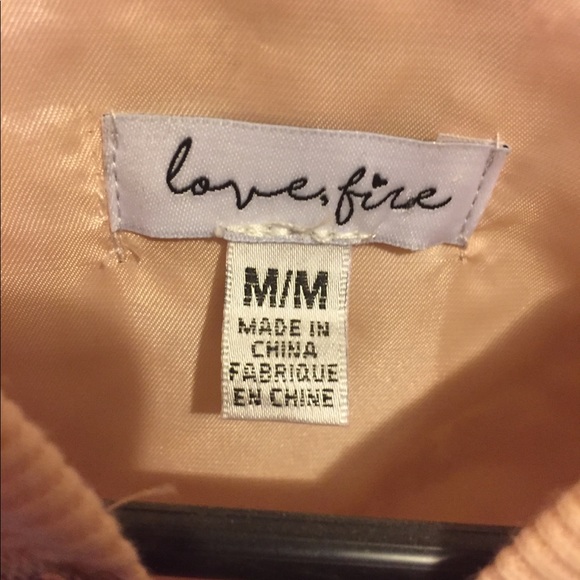 love, fire
M/M
MADE IN
CHINA
FABRIQUE
EN CHINE